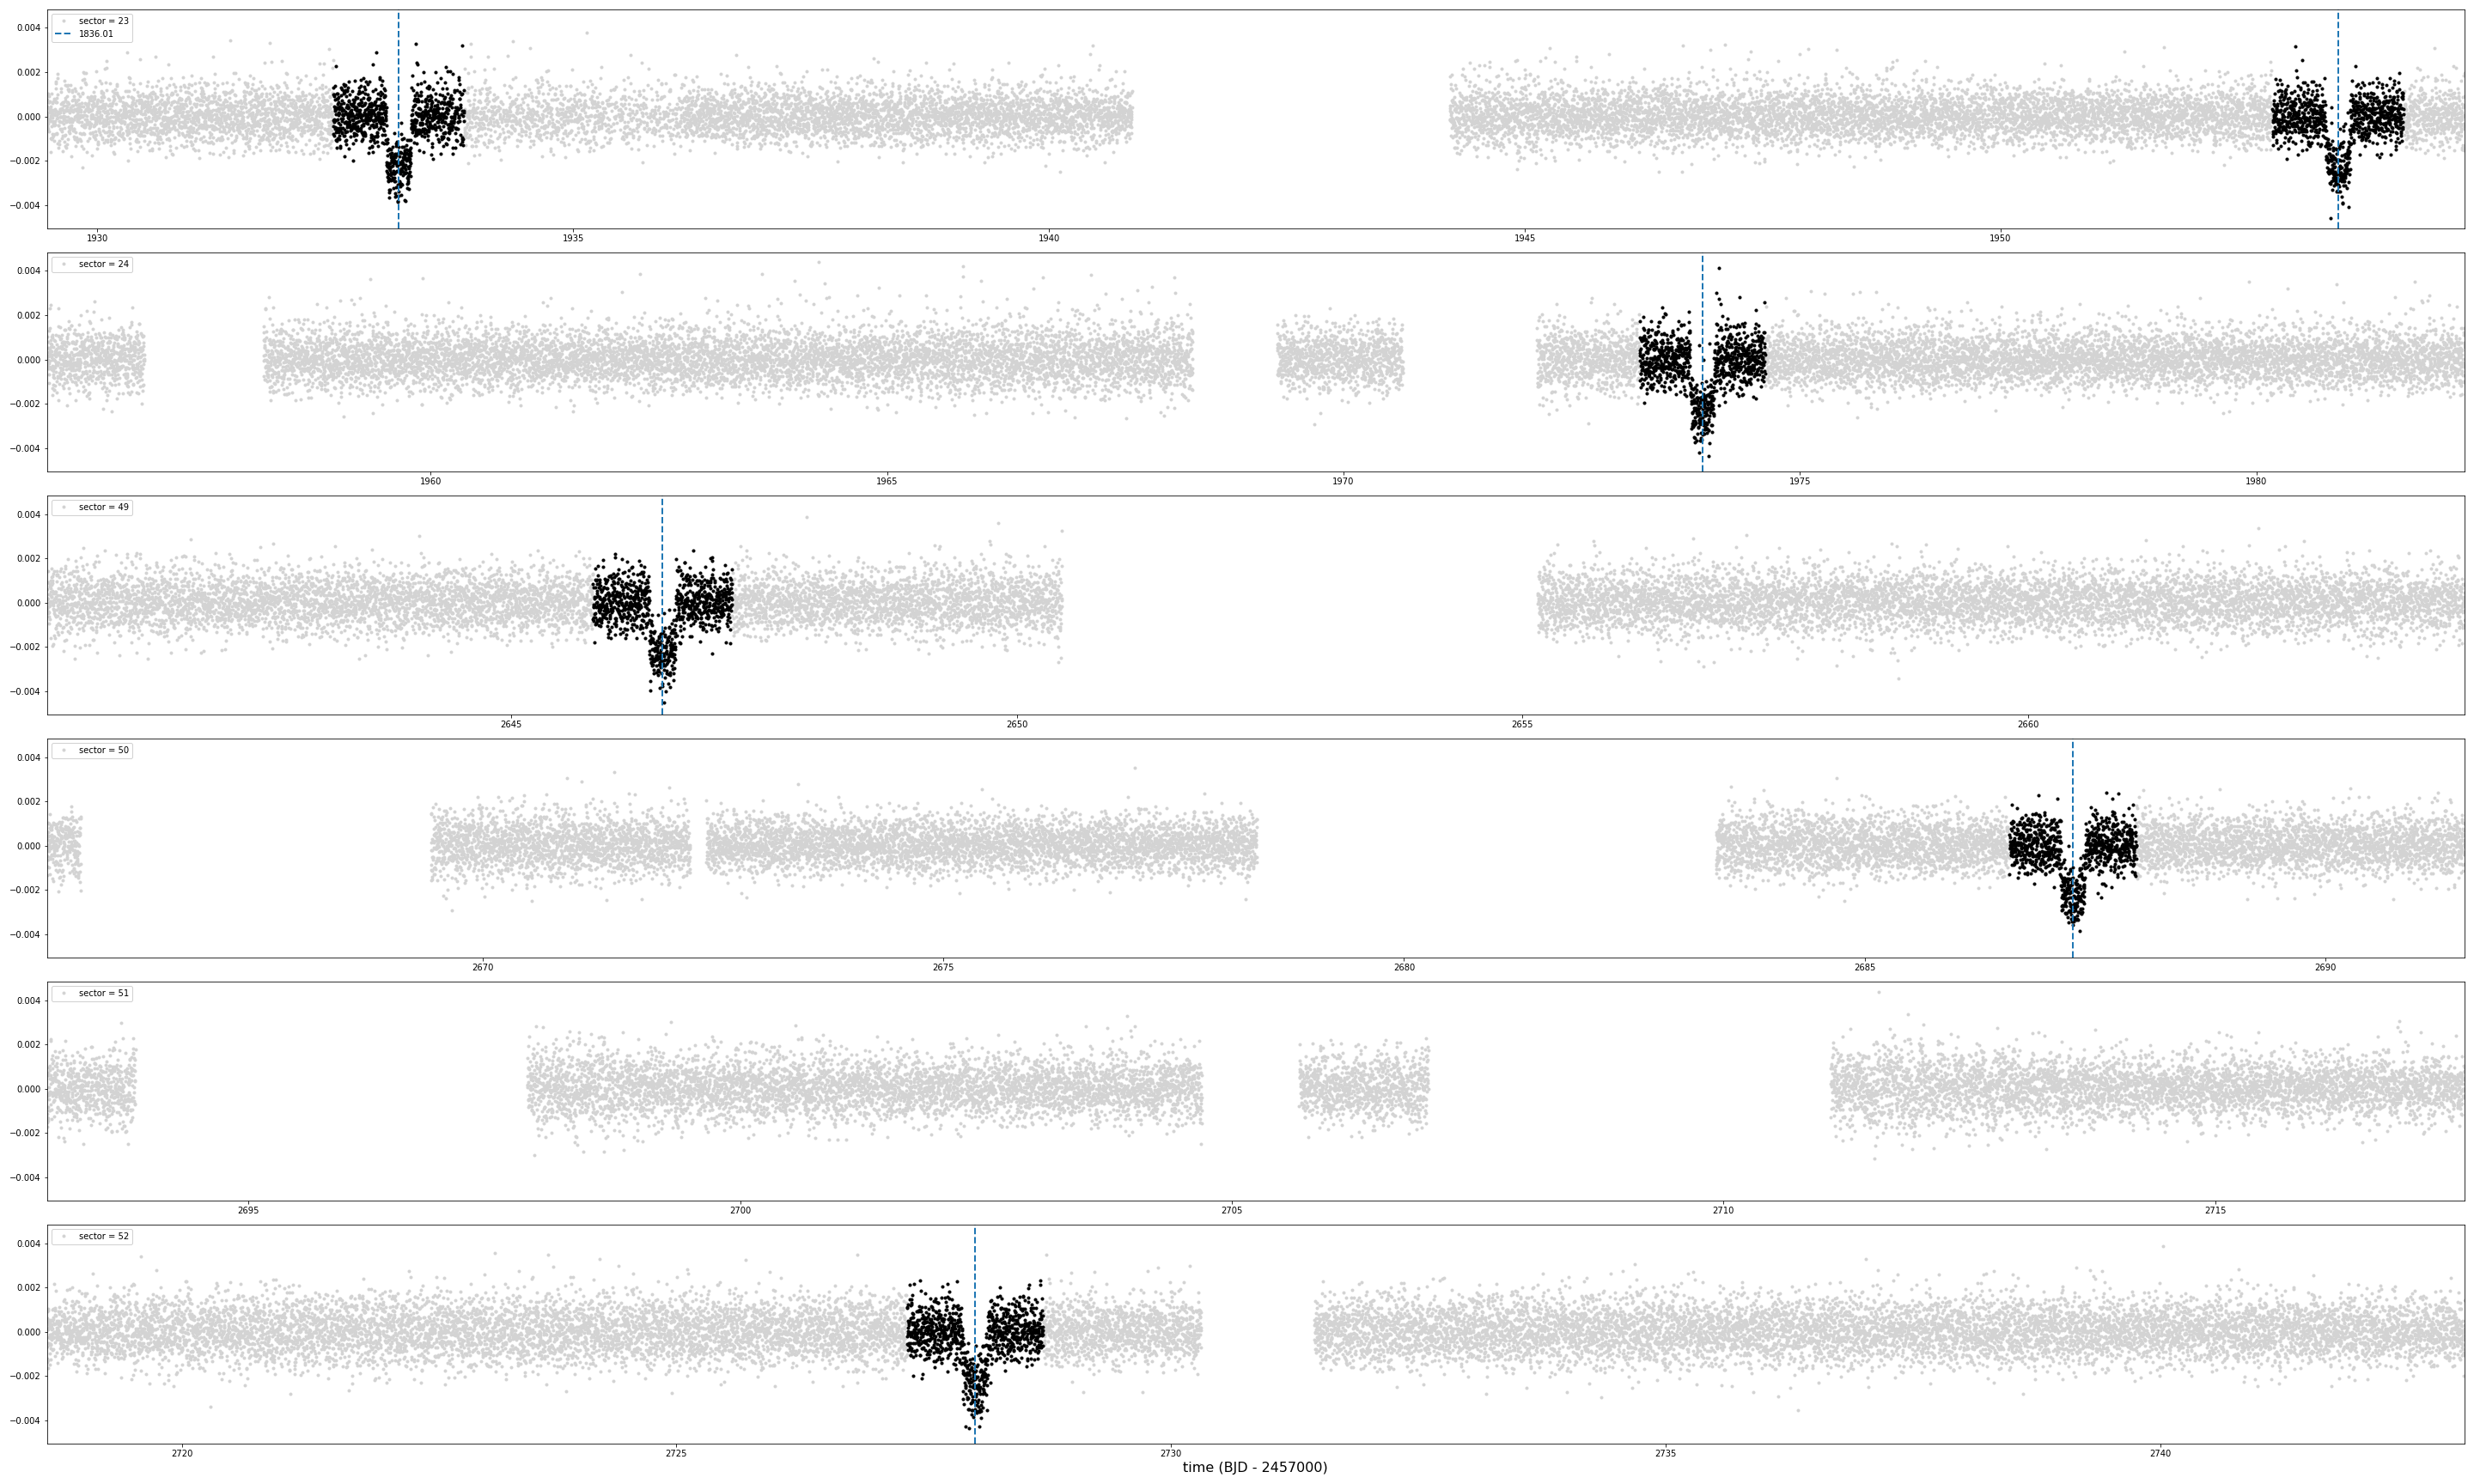 sector = 23
1836.01
0.004
0.002
0.000
−0.002
−0.004
1930 1935 1940 1945 1950
sector = 24
0.004
0.002
0.000
−0.002
−0.004
1960 1965 1970 1975 1980
sector = 49
0.004
0.002
0.000
−0.002
−0.004
2645 2650 2655 2660
sector = 50
0.004
0.002
0.000
−0.002
−0.004
2670 2675 2680 2685 2690
sector = 51
0.004
0.002
0.000
−0.002
−0.004
2695 2700 2705 2710 2715
sector = 52
0.004
0.002
0.000
−0.002
−0.004
2720 2725 2730 2735 2740
time (BJD - 2457000)